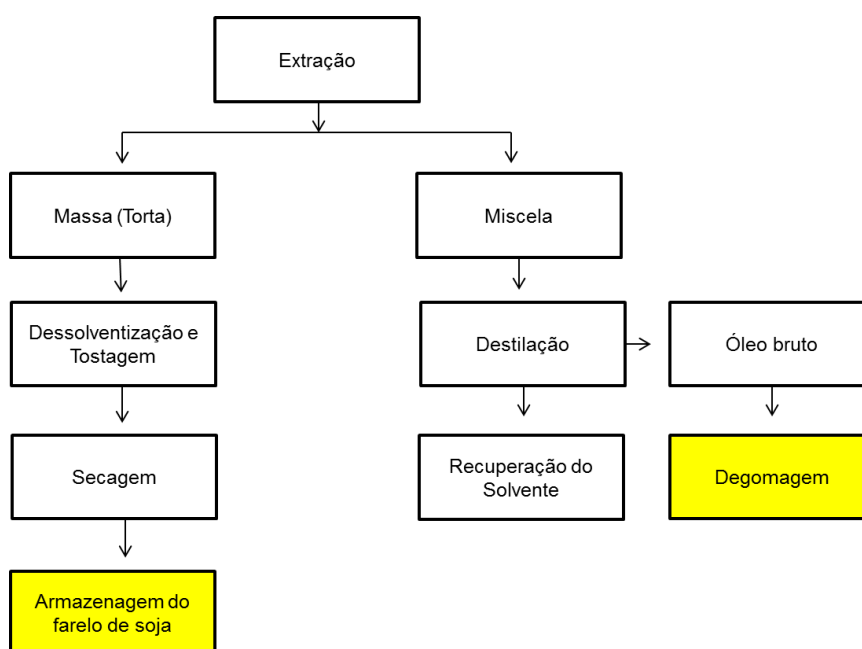 Extração
Massa (Torta)
Miscela
Dessolventização e
Tostagem
Destilação
Óleo bruto
Secagem
Recuperação do
Solvente
Degomagem
Armazenagem do
farelo de soja